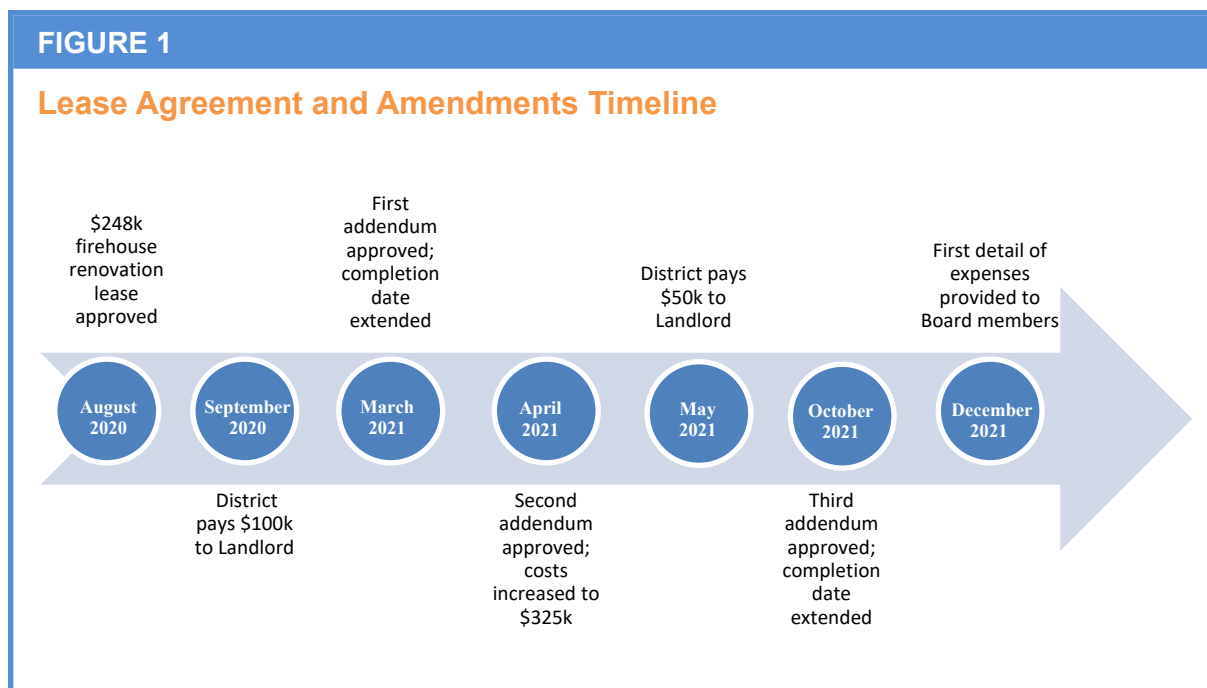 FIGURE 1
Lease Agreement and Amendments Timeline
$248k
firehouse
renovation
lease
approved
First
addendum
approved;
completion
date
extended
District pays
$50k to
Landlord
First detail of
expenses
provided to
Board members
August
2020
September
2020
March
2021
April
2021
May
2021
October
2021
December
2021
District
pays $100k
to Landlord
Second
addendum
approved;
costs
increased to
$325k
Third
addendum
approved;
completion
date
extended